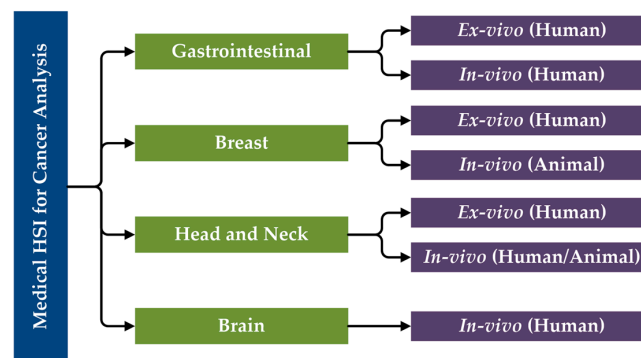 Medical HSI for Cancer Analysis
Gastrointestinal
Ex-vivo (Human)
In-vivo (Human)
Breast
Ex-vivo (Human)
In-vivo (Animal)
Head and Neck
Ex-vivo (Human)
In-vivo (Human/Animal)
Brain
In-vivo (Human)